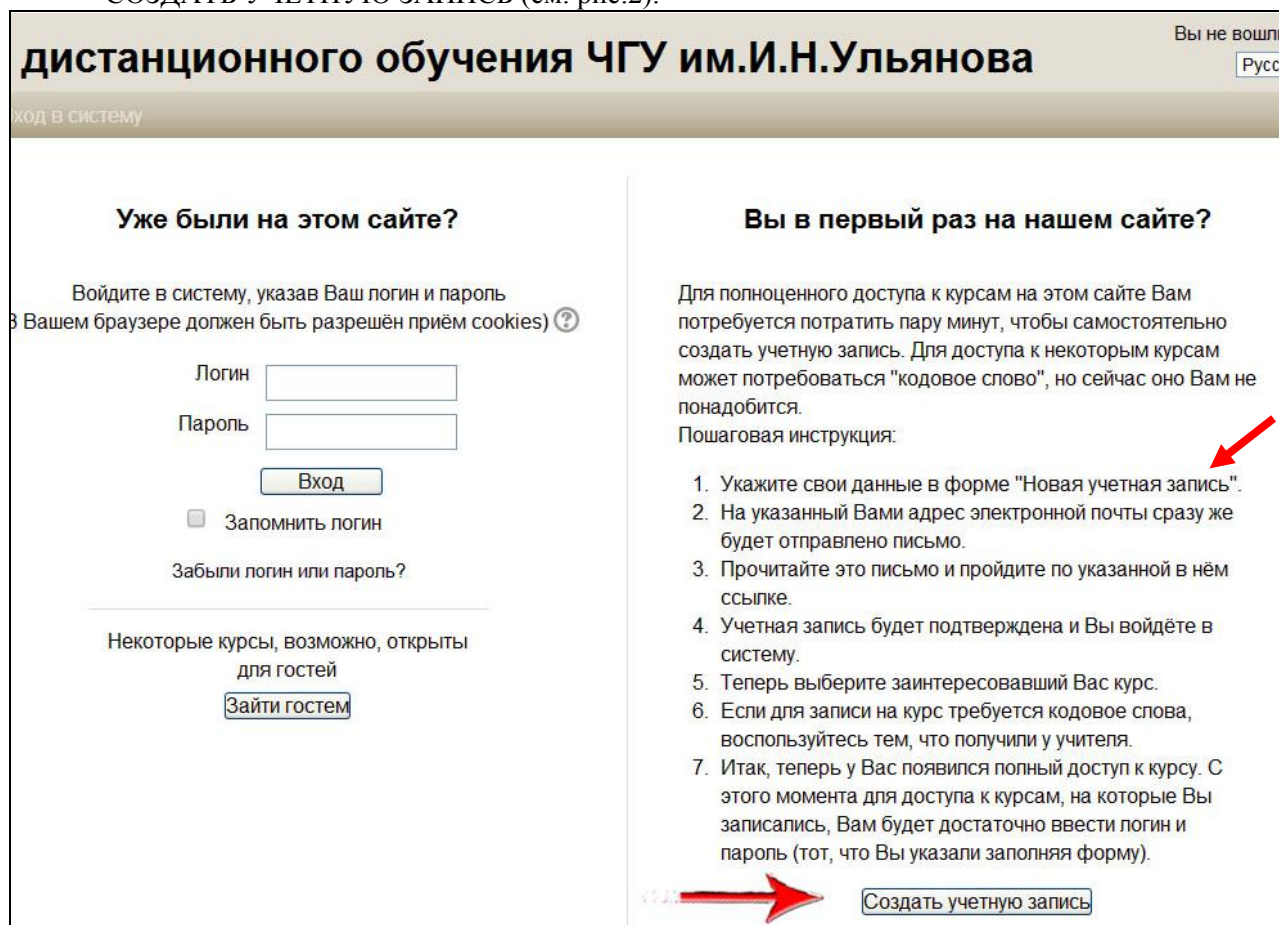 СОЗДАТЬ УЧЕТНУЮ ЗАПИСЬ (см. рис.2).
дистанционного обучения ЧГУ им.И.Н.Ульянова
Вы не вошли
Русс
ход в систему
Уже были на этом сайте?
Войдите в систему, указав Ваш логин и пароль
В Вашем браузере должен быть разрешён приём cookies)
Логин
Пароль
Вход
Запомнить логин
Забыли логин или пароль?
Некоторые курсы, возможно, открыты
для гостей
Зайти гостем
Вы в первый раз на нашем сайте?
Для полноценного доступа к курсам на этом сайте Вам
потребуется потратить пару минут, чтобы самостоятельно
создать учетную запись. Для доступа к некоторым курсам
может потребоваться "кодовое слово", но сейчас оно Вам не
понадобится.
Пошаговая инструкция:
1. Укажите свои данные в форме "Новая учетная запись".
2. На указанный Вами адрес электронной почты сразу же
будет отправлено письмо.
3. Прочитайте это письмо и пройдите по указанной в нём
ссылке.
4. Учетная запись будет подтверждена и Вы войдёте в
систему.
5. Теперь выберите заинтересовавший Вас курс.
6. Если для записи на курс требуется кодовое слова,
воспользуйтесь тем, что получили у учителя.
7. Итак, теперь у Вас появился полный доступ к курсу. С
этого момента для доступа к курсам, на которые Вы
записались, Вам будет достаточно ввести логин и
пароль (тот, что Вы указали заполняя форму).
Создать учетную запись